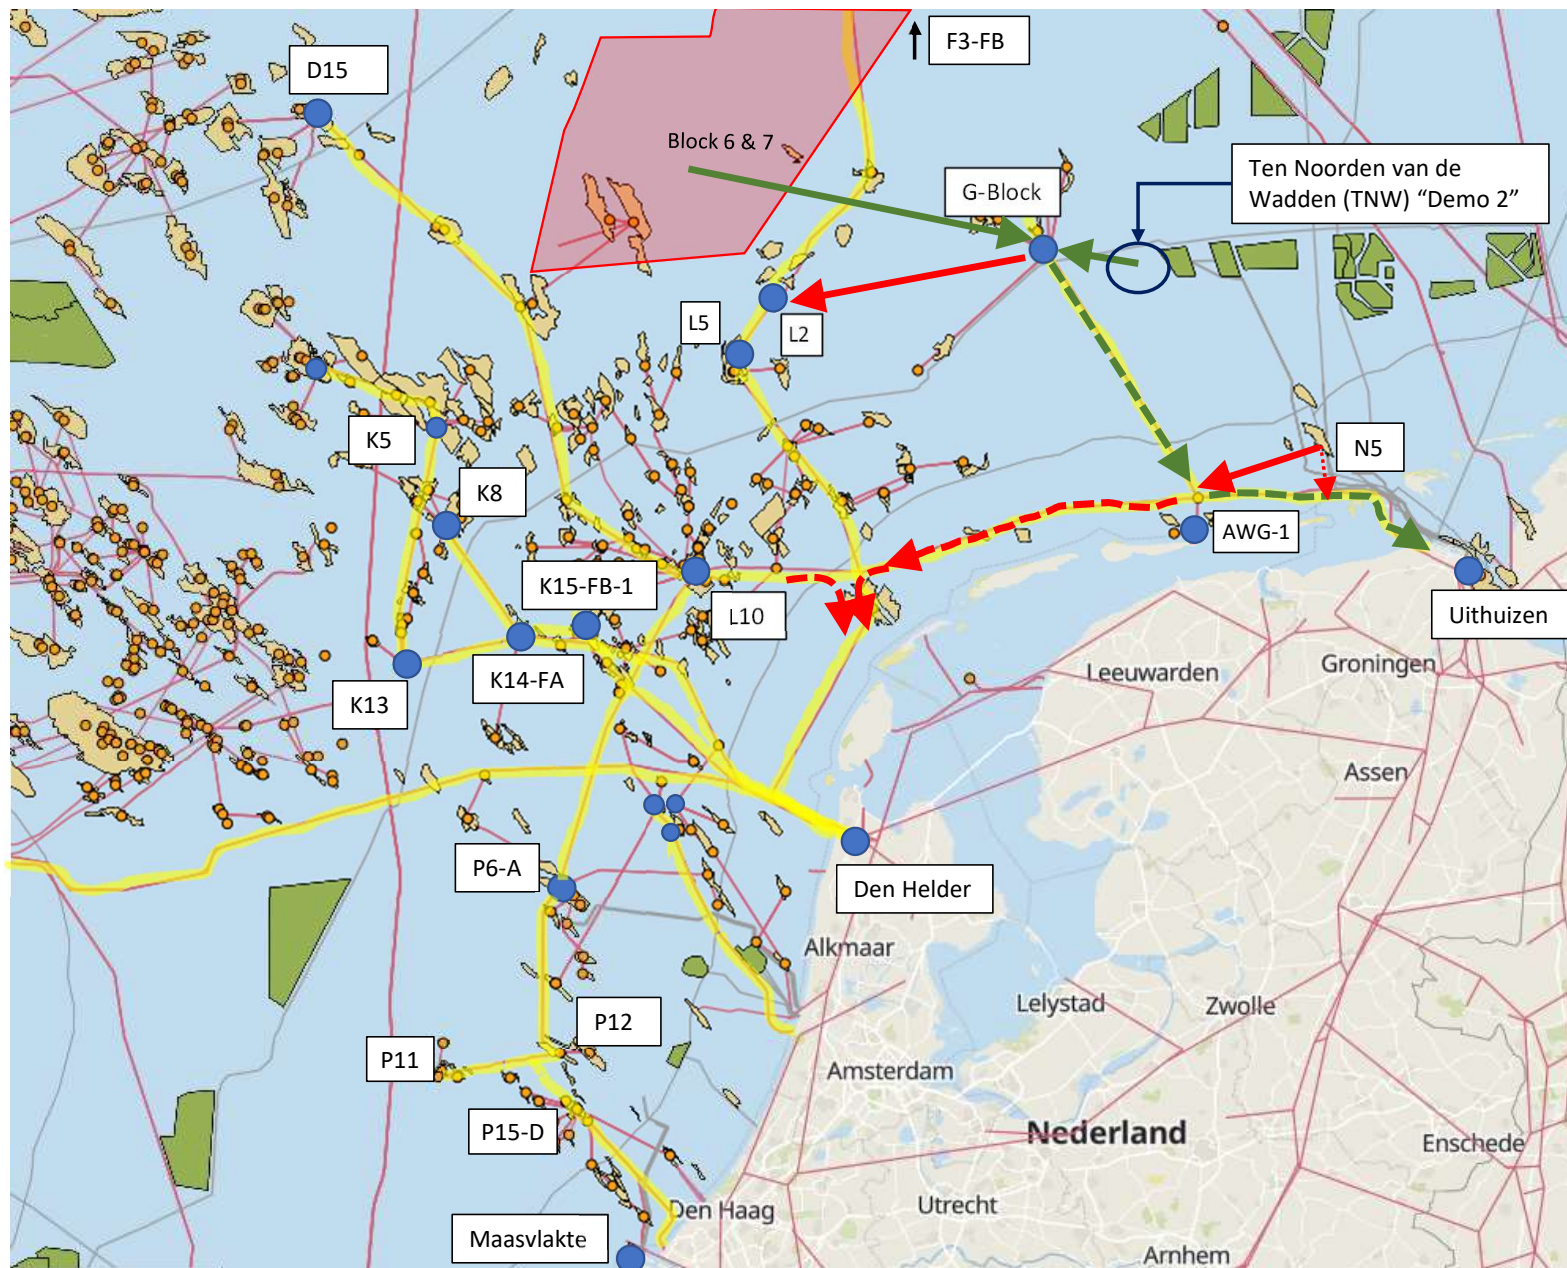 F3-FB
D15
Block 6 & 7
Ten Noorden van de
Wadden (TNW) “Demo 2”
G-Block
L5
L2
K5
N5
K8
AWG-1
K15-FB-1
L10
Uithuizen
K14-FA
Leeuwarden
Groningen
K13
Assen
P6-A
Den Helder
Alkmaar
Lelystad
Zwolle
P12
P11
Amsterdam
P15-D
Nederland
Enschede
Den Haag
Utrecht
Maasvlakte
Arnhem